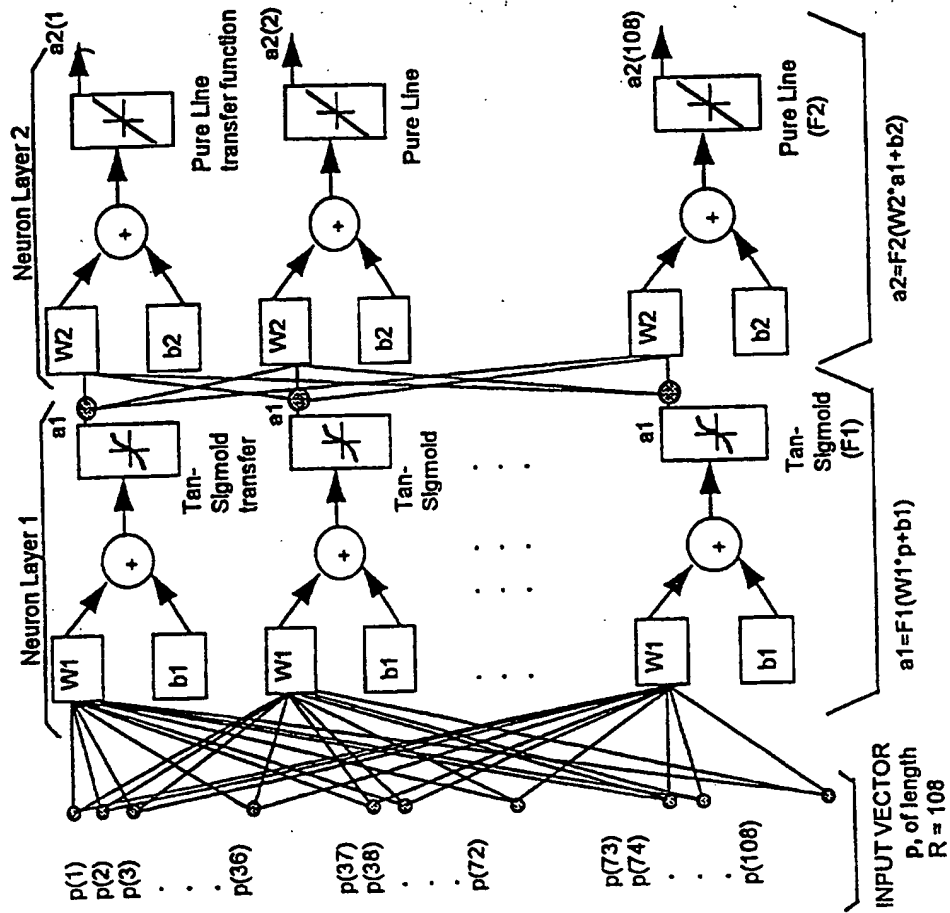 Neuron Layer 1
Neuron Layer 2
p(1)
p(2)
p(3)
. . . .
p(36)
p(37)
p(38)
. . . .
p(72)
p(73)
p(74)
. . . .
p(108)
INPUT VECTOR
p, of length
R = 108
W1
b1
+
Tan-
Sigmoid
transfer
a1
W1
b1
+
Tan-
Sigmoid
a1
. . .
. . .
. . .
. . .
W1
b1
+
Tan-
Sigmoid
(F1)
a1
a1=F1(W1*p+b1)
W2
b2
+
Pure Line
transfer function
a2(1)
W2
b2
+
Pure Line
a2(2)
W2
b2
+
Pure Line
(F2)
a2(108)
a2=F2(W2*a1+b2)